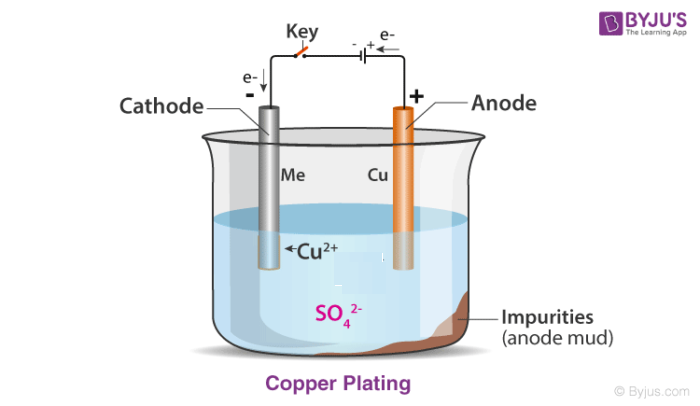 BYJU'S
The Learning App
Key
- +
e-
e-
-
+
Cathode
Anode
Me
Cu
Cu²⁺
SO₄²⁻
Impurities
(anode mud)
Copper Plating
© Byjus.com